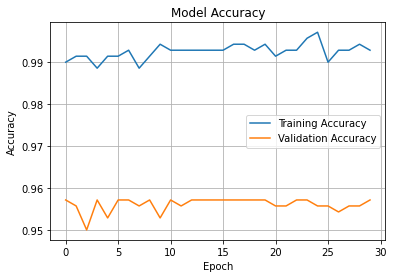 Model Accuracy
Accuracy
0.99
0.98
0.97
0.96
0.95
Training Accuracy
Validation Accuracy
0 5 10 15 20 25 30
Epoch